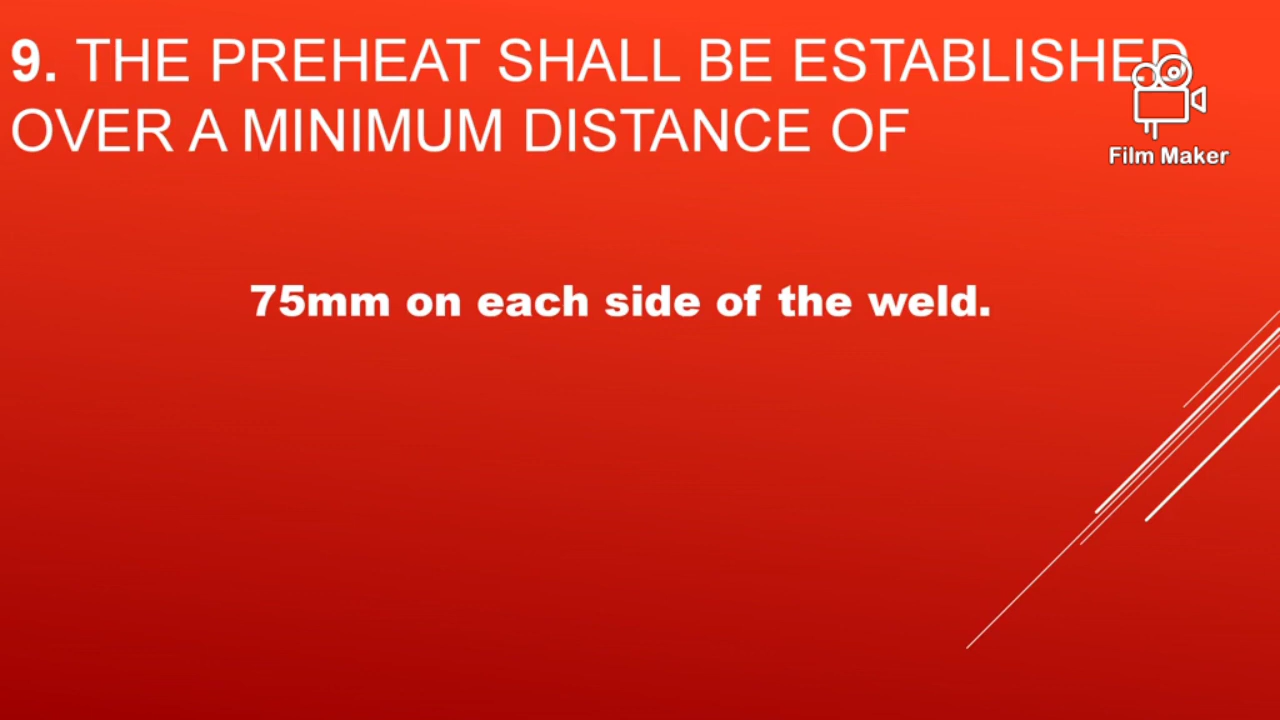 9. THE PREHEAT SHALL BE ESTABLISHED
OVER A MINIMUM DISTANCE OF
Film Maker
75mm on each side of the weld.